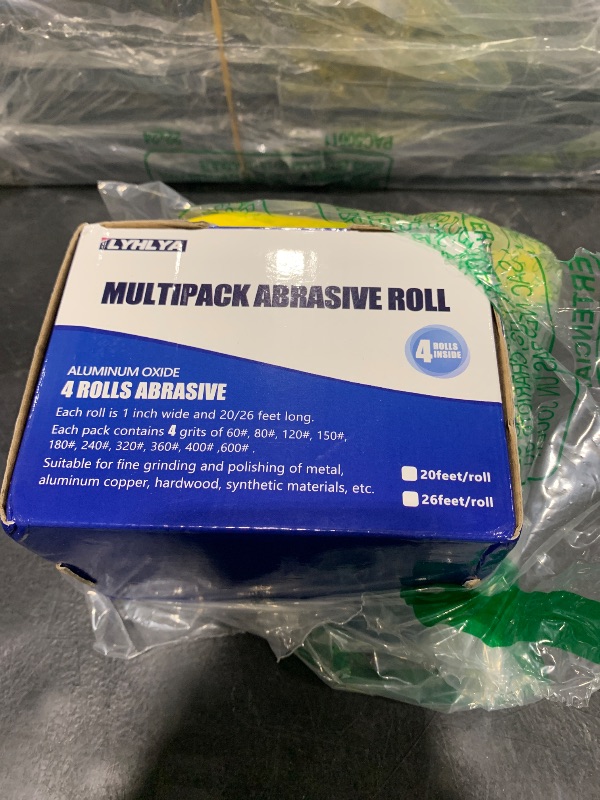 LYHLYA
MULTIPACK ABRASIVE ROLL
4 ROLLS
INSIDE
ALUMINUM OXIDE
4 ROLLS ABRASIVE
Each roll is 1 inch wide and 20/26 feet long.
Each pack contains 4 grits of 60#, 80#, 120#, 150#,
180#, 240#, 320#, 360#, 400# ,600# .
Suitable for fine grinding and polishing of metal,
aluminum copper, hardwood, synthetic materials, etc.
20feet/roll
26feet/roll